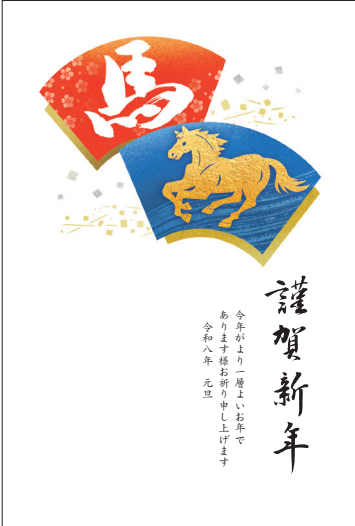 馬
謹賀新年
今年がより一層よいお年で
あります様お祈り申し上げます
令和八年 元旦